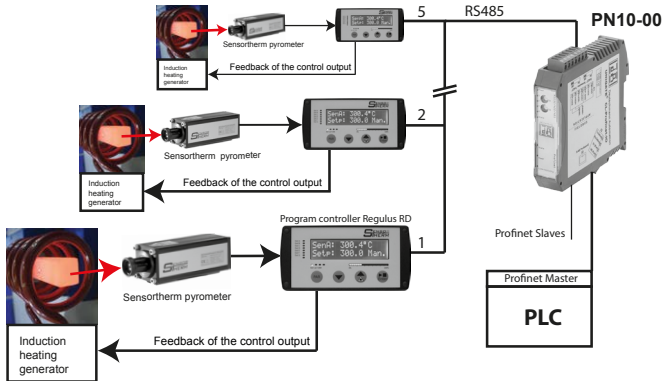 5
RS485
PN10-00
Sensortherm pyrometer
SenA: 300.4°C
Setp: 300.0 Man.
Induction
heating
generator
Feedback of the control output
2
SenA: 300.4°C
Setp: 300.0 Man.
Sensortherm pyrometer
Induction
heating
generator
Feedback of the control output
Program controller Regulus RD
1
SenA: 300.4°C
Setp: 300.0 Man.
Sensortherm pyrometer
Induction
heating
generator
Feedback of the control output
Profinet Slaves
Profinet Master
PLC